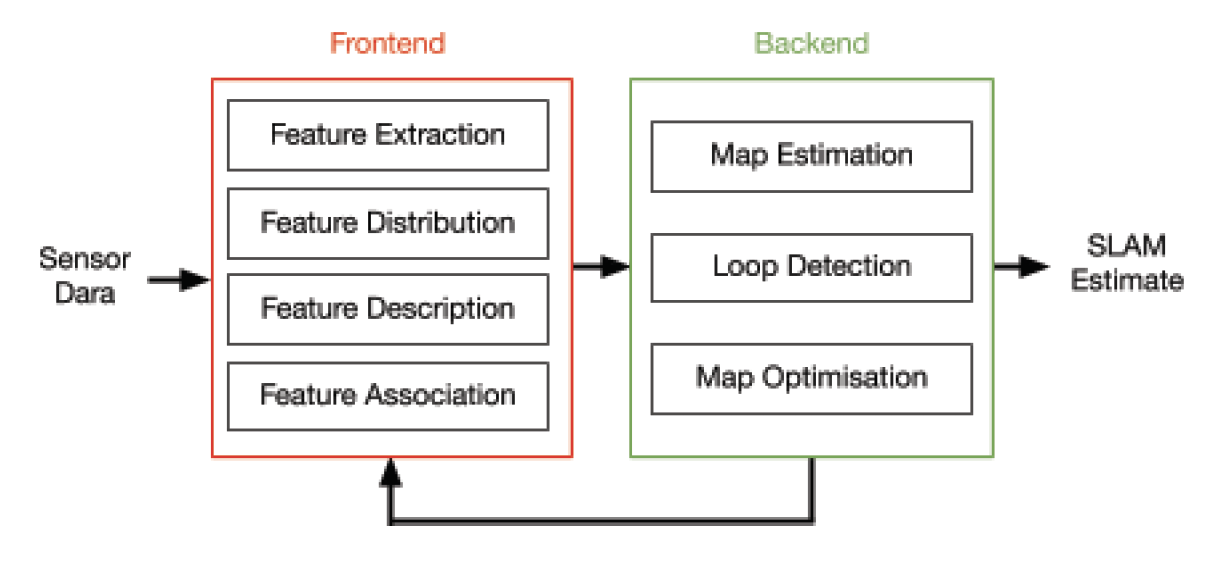 Frontend
Backend
Feature Extraction
Feature Distribution
Feature Description
Feature Association
Map Estimation
Loop Detection
Map Optimisation
Sensor
Dara
SLAM
Estimate